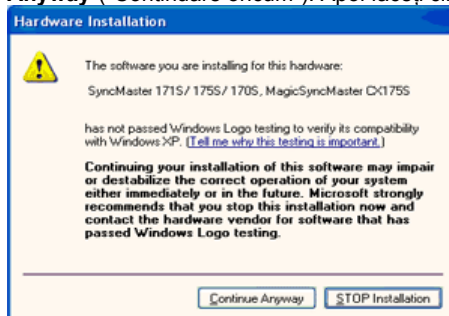 Hardware Installation
The software you are installing for this hardware:
SyncMaster 171S/ 175S/ 170S, MagicSyncMaster CX175S
has not passed Windows Logo testing to verify its compatibility
with Windows XP. (Tell me why this testing is important.)
Continuing your installation of this software may impair
or destabilize the correct operation of your system
either immediately or in the future. Microsoft strongly
recommends that you stop this installation now and
contact the hardware vendor for software that has
passed Windows Logo testing.
Continue Anyway STOP Installation